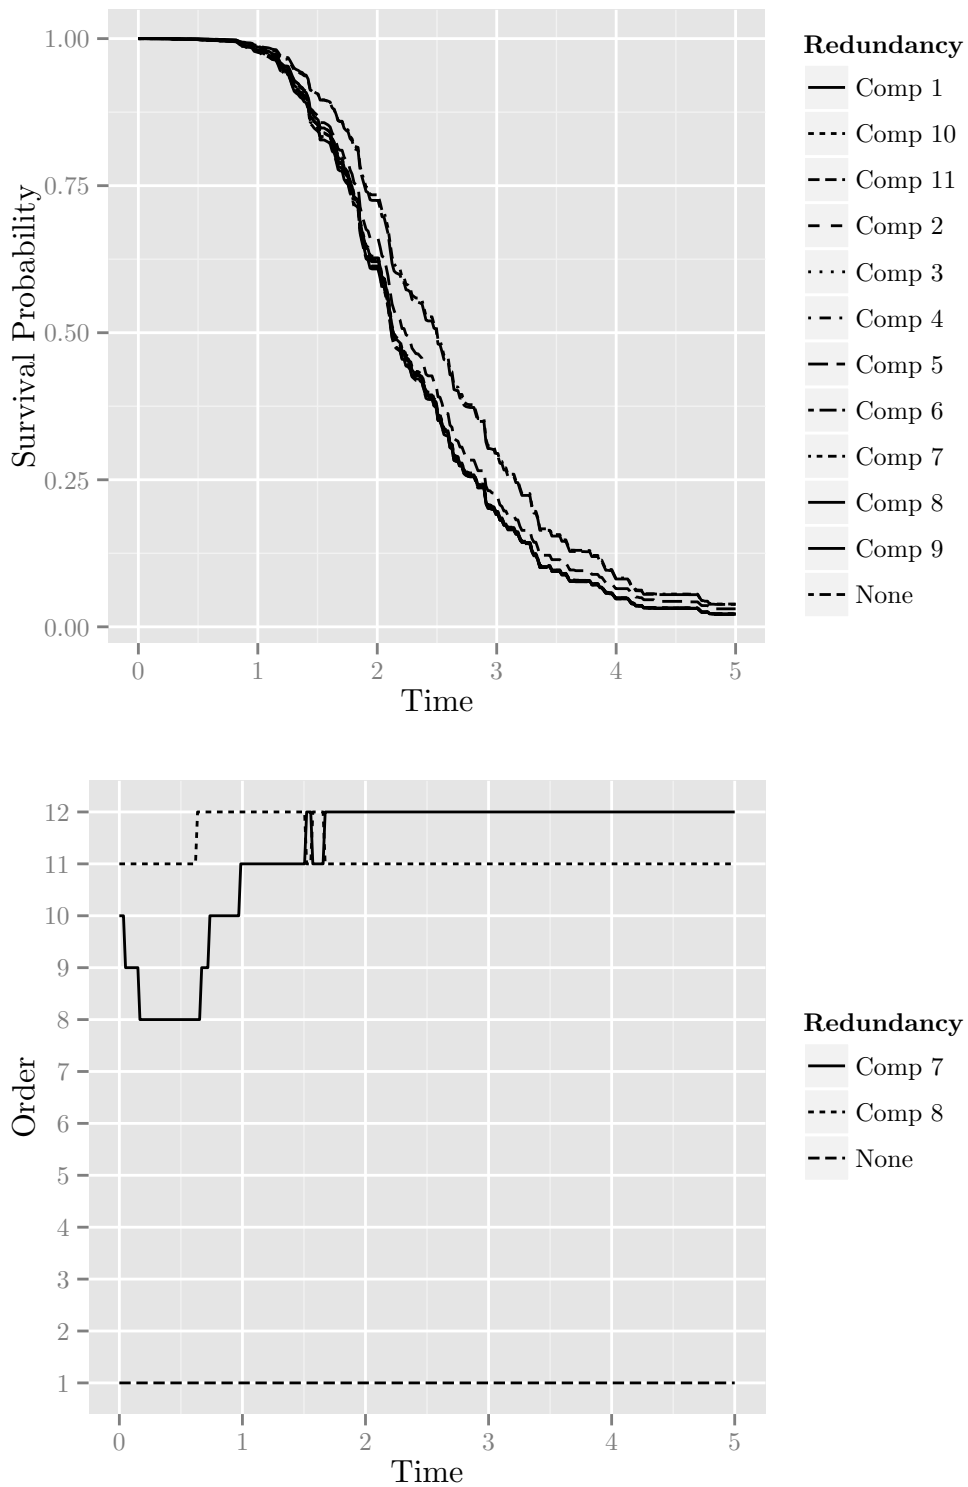 1.00
0.75
0.50
0.25
0.00
Survival Probability
0 1 2 3 4 5
Time
Redundancy
Comp 1
Comp 10
Comp 11
Comp 2
Comp 3
Comp 4
Comp 5
Comp 6
Comp 7
Comp 8
Comp 9
None
12
11
10
9
8
7
6
5
4
3
2
1
Order
0 1 2 3 4 5
Time
Redundancy
Comp 7
Comp 8
None